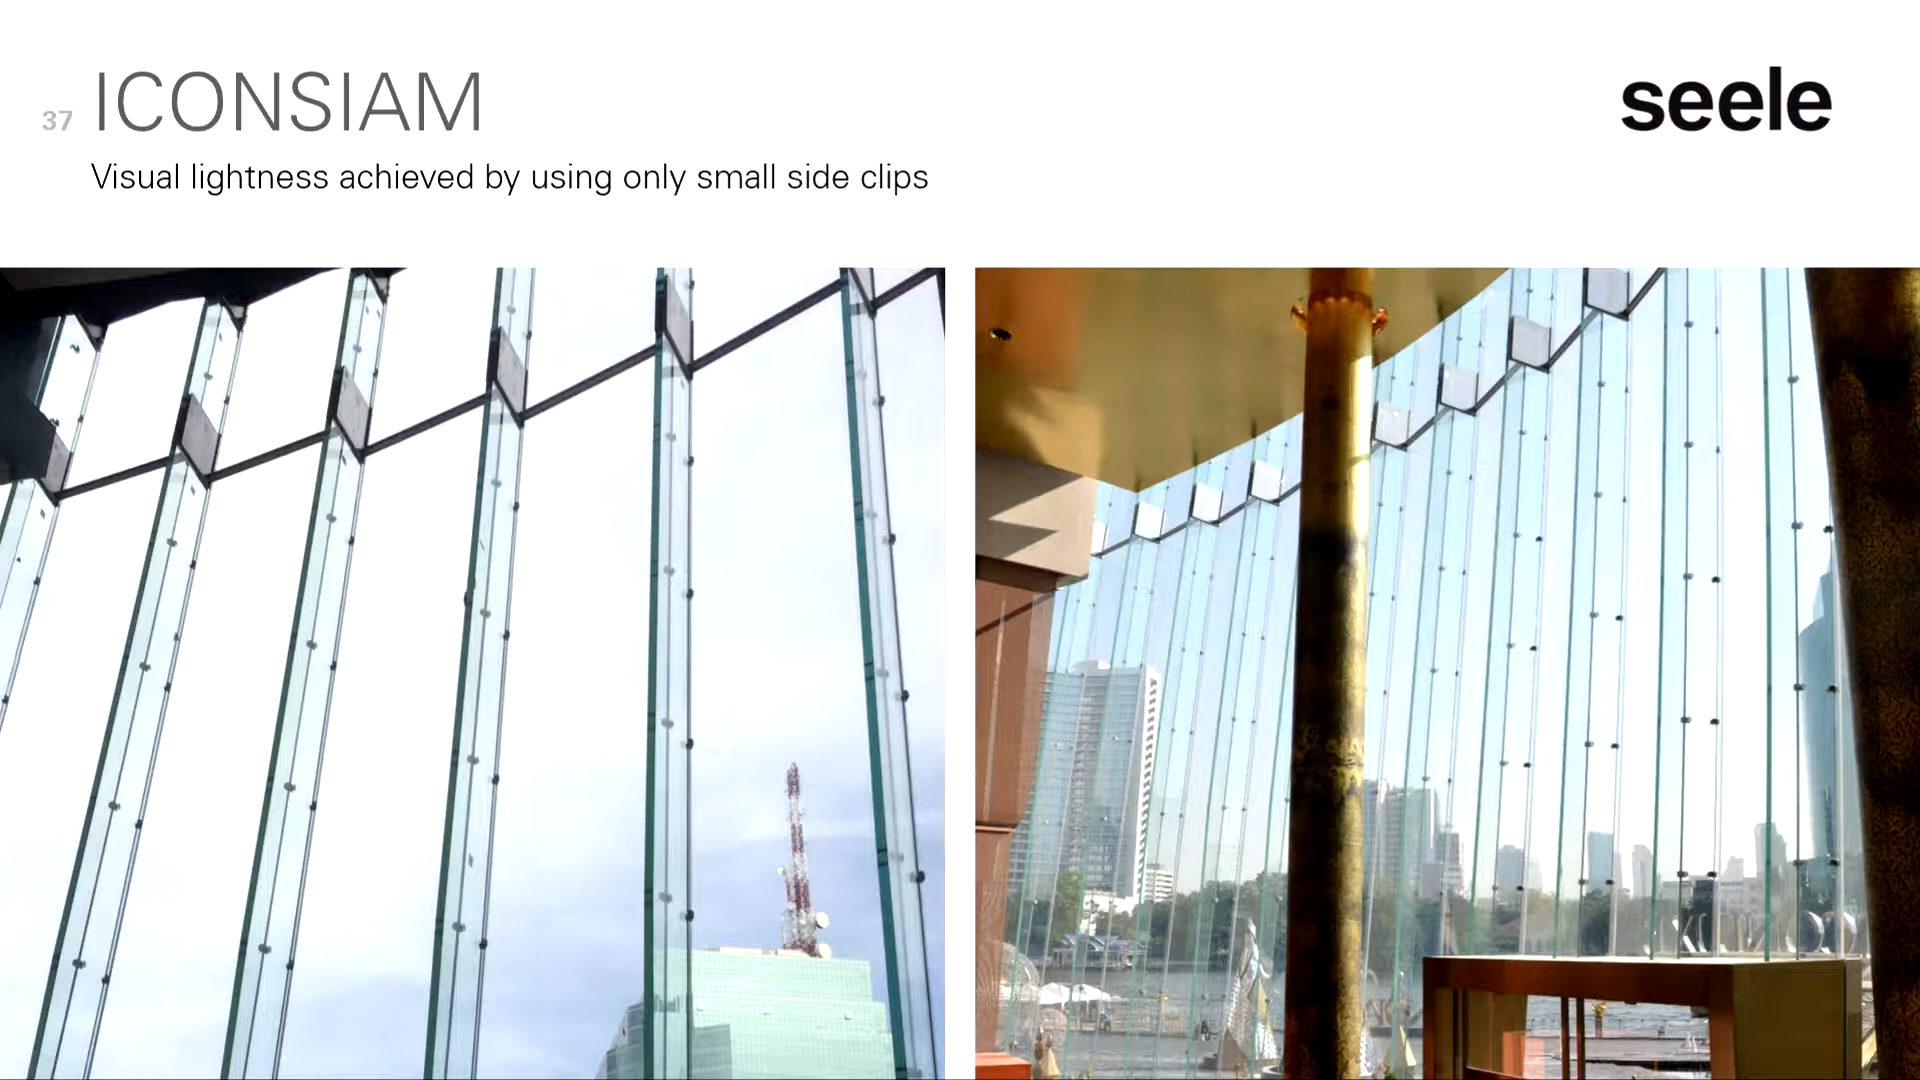 37 ICONSIAM
seele
Visual lightness achieved by using only small side clips